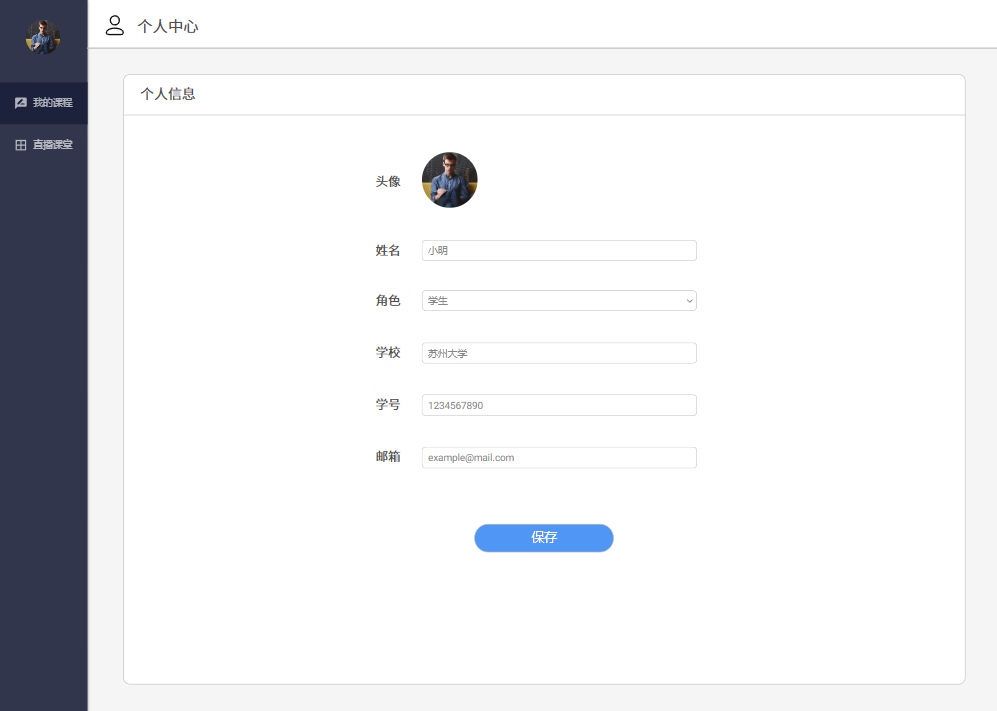 个人中心
我的课程
直播课堂
个人信息
头像
姓名 小明
角色 学生
学校 苏州大学
学号 1234567890
邮箱 example@mail.com
保存